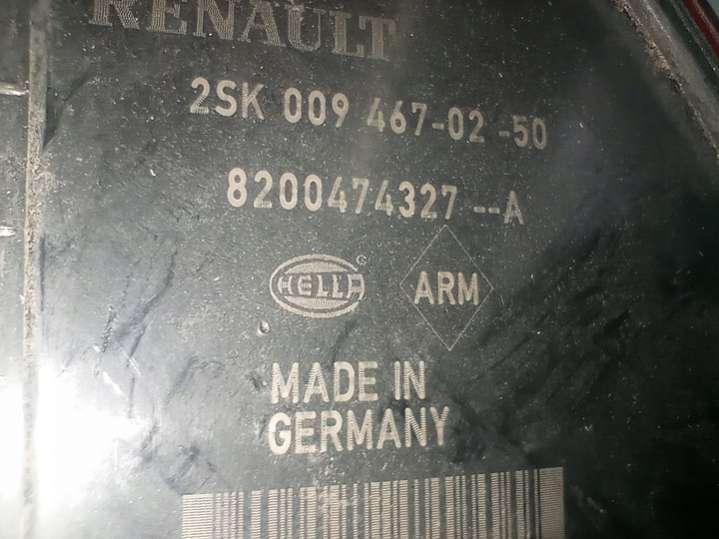 RENAULT
2SK 009 467-02-50
8200474327--A
HELLA ® ARM
MADE IN
GERMANY